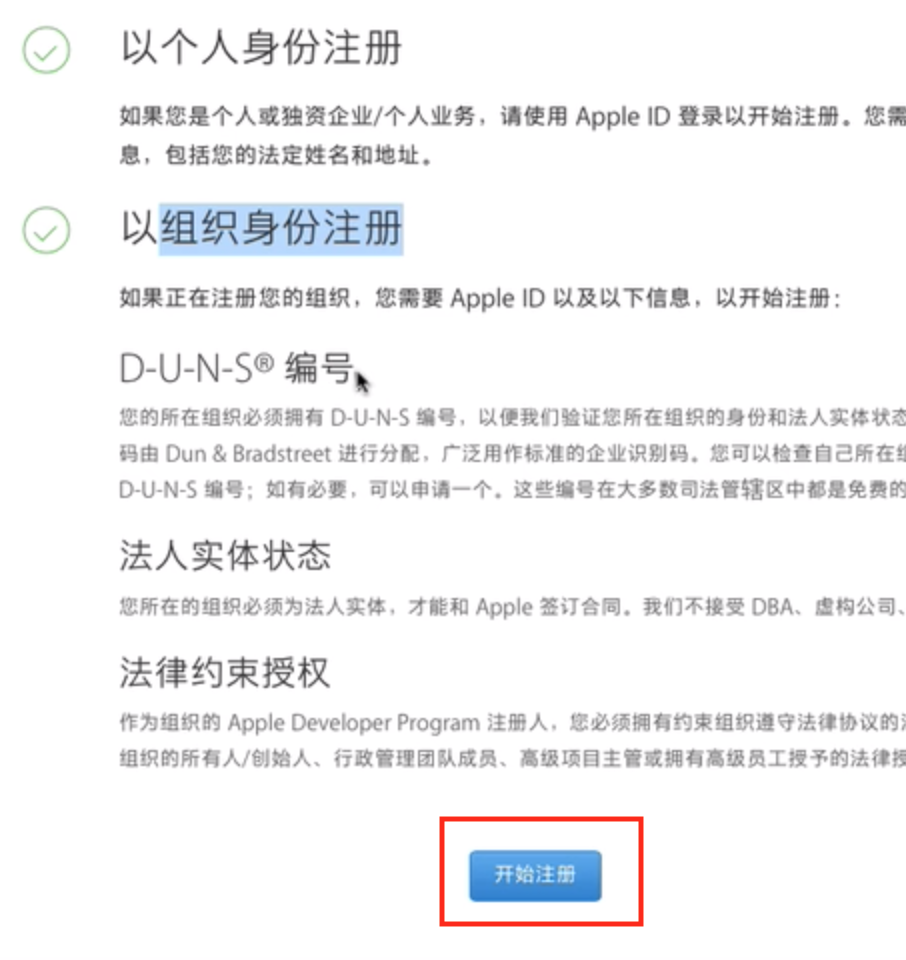 以个人身份注册
如果您是个人或独资企业/个人业务，请使用 Apple ID 登录以开始注册。您需
息，包括您的法定姓名和地址。
以组织身份注册
如果正在注册您的组织，您需要 Apple ID 以及以下信息，以开始注册：
D-U-N-S® 编号
您的所在组织必须拥有 D-U-N-S 编号，以便我们验证您所在组织的身份和法人实体状态
码由 Dun & Bradstreet 进行分配，广泛用作标准的企业识别码。您可以检查自己所在组
D-U-N-S 编号；如有必要，可以申请一个。这些编号在大多数司法管辖区中都是免费的
法人实体状态
您所在的组织必须为法人实体，才能和 Apple 签订合同。我们不接受 DBA、虚构公司、
法律约束授权
作为组织的 Apple Developer Program 注册人，您必须拥有约束组织遵守法律协议的法
组织的所有人/创始人、行政管理团队成员、高级项目主管或拥有高级员工授予的法律授
开始注册